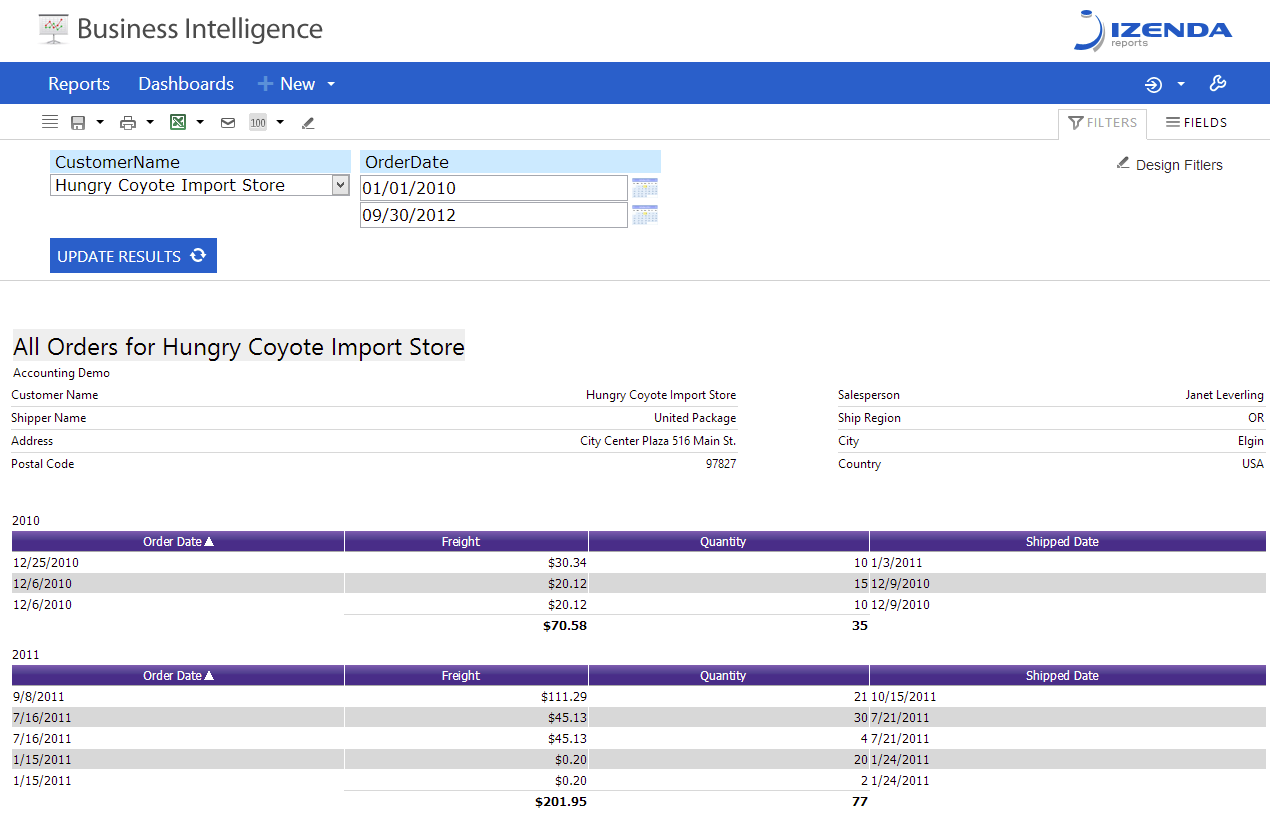 Business Intelligence
IZENDA
reports
Reports Dashboards + New
100
FILTERS FIELDS
CustomerName OrderDate
Design Fitlers
Hungry Coyote Import Store 01/01/2010
09/30/2012
UPDATE RESULTS
All Orders for Hungry Coyote Import Store
Accounting Demo
Customer Name Hungry Coyote Import Store Salesperson Janet Leverling
Shipper Name United Package Ship Region OR
Address City Center Plaza 516 Main St. City Elgin
Postal Code 97827 Country USA
2010
Order Date▲ Freight Quantity Shipped Date
12/25/2010 $30.34 10 1/3/2011
12/6/2010 $20.12 15 12/9/2010
12/6/2010 $20.12 10 12/9/2010
$70.58 35
2011
Order Date▲ Freight Quantity Shipped Date
9/8/2011 $111.29 21 10/15/2011
7/16/2011 $45.13 30 7/21/2011
7/16/2011 $45.13 4 7/21/2011
1/15/2011 $0.20 20 1/24/2011
1/15/2011 $0.20 2 1/24/2011
$201.95 77